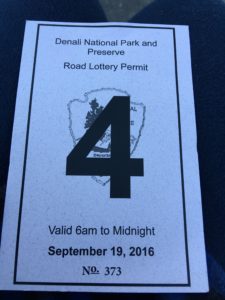 Denali National Park and
Preserve
Road Lottery Permit
4
Valid 6am to Midnight
September 19, 2016
No. 373